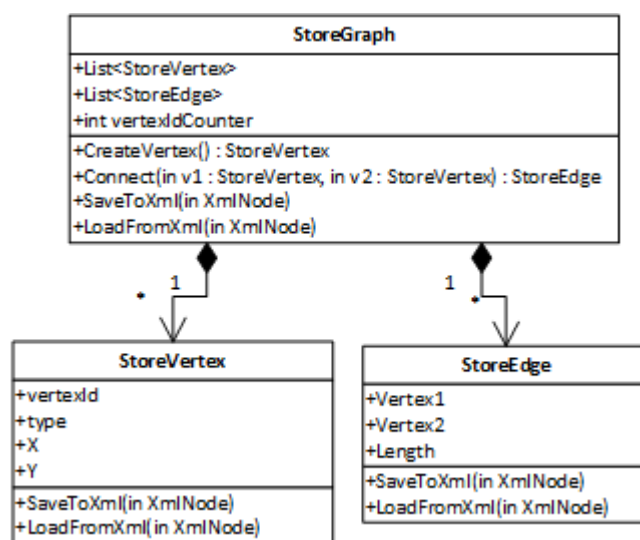 StoreGraph
+List<StoreVertex>
+List<StoreEdge>
+int vertexIdCounter
+CreateVertex() : StoreVertex
+Connect(in v1 : StoreVertex, in v2 : StoreVertex) : StoreEdge
+SaveToXml(in XmlNode)
+LoadFromXml(in XmlNode)
1
*
1
*
StoreVertex
+vertexId
+type
+X
+Y
+SaveToXml(in XmlNode)
+LoadFromXml(in XmlNode)
StoreEdge
+Vertex1
+Vertex2
+Length
+SaveToXml(in XmlNode)
+LoadFromXml(in XmlNode)